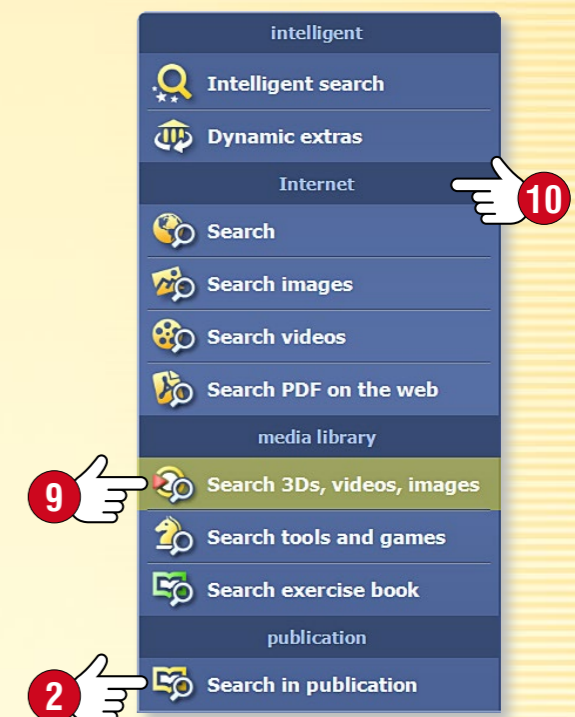 intelligent
Intelligent search
Dynamic extras
Internet
10
Search
Search images
Search videos
Search PDF on the web
media library
9
Search 3Ds, videos, images
Search tools and games
Search exercise book
publication
2
Search in publication